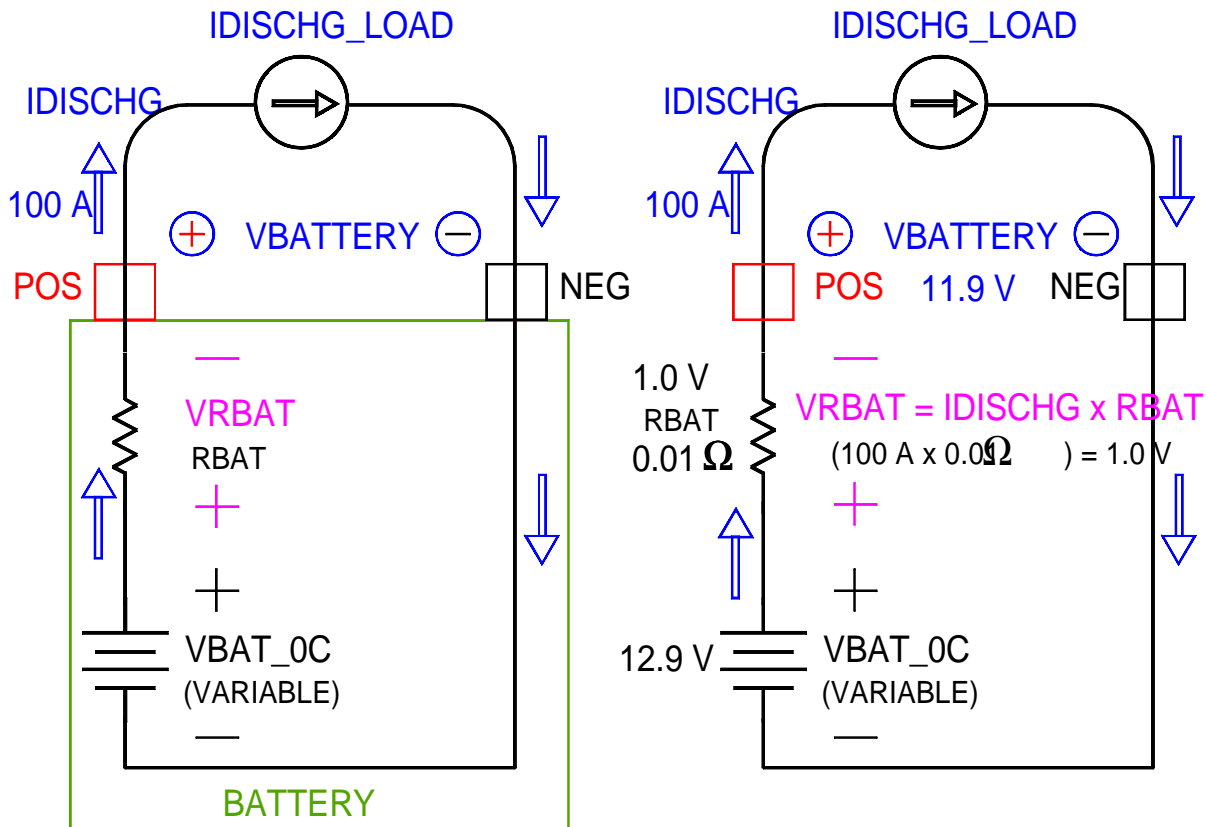 IDISCHG_LOAD
IDISCHG
100 A
+ VBATTERY −
POS
NEG
−
VRBAT
RBAT
+
+
VBAT_0C
(VARIABLE)
−
BATTERY
IDISCHG_LOAD
IDISCHG
100 A
+ VBATTERY −
POS 11.9 V NEG
−
1.0 V
RBAT
0.01 Ω
VRBAT = IDISCHG x RBAT
(100 A x 0.01Ω ) = 1.0 V
+
+
12.9 V
VBAT_0C
(VARIABLE)
−